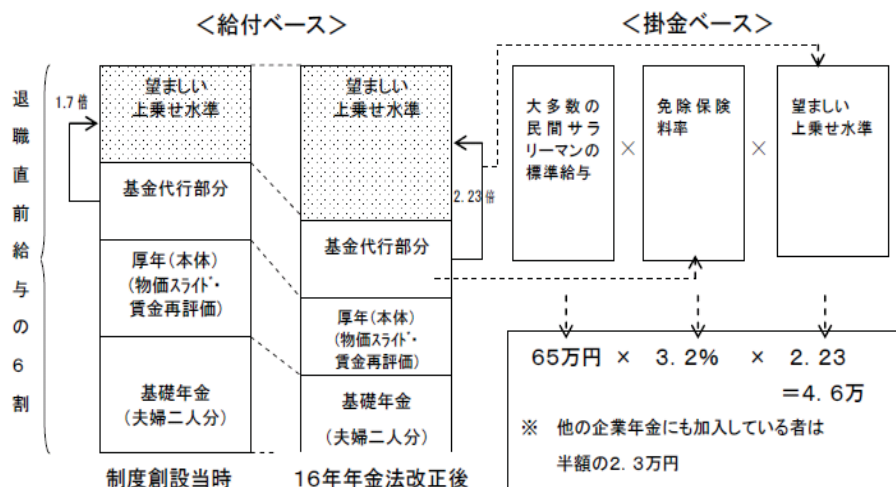 ＜給付ベース＞
＜掛金ベース＞
退職直前給与の6割
1.7倍
望ましい
上乗せ水準
基金代行部分
厚年(本体)
(物価スライド・
賃金再評価)
基礎年金
(夫婦二人分)
制度創設当時
望ましい
上乗せ水準
2.23倍
基金代行部分
厚年(本体)
(物価スライド・
賃金再評価)
基礎年金
(夫婦二人分)
16年年金法改正後
大多数の
民間サラ
リーマンの
標準給与
×
免除保険
料率
×
望ましい
上乗せ水準
65万円 × 3.2% × 2.23
＝4.6万
※ 他の企業年金にも加入している者は
半額の2.3万円